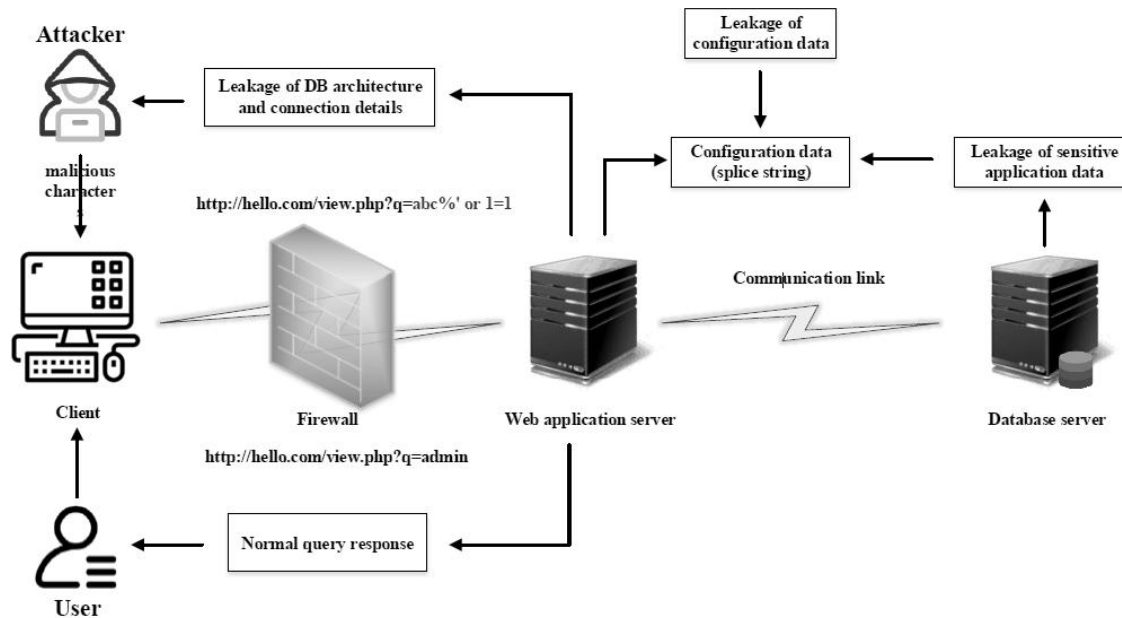 Attacker
Leakage of
configuration data
Leakage of DB architecture
and connection details
Configuration data
(splice string)
Leakage of sensitive
application data
malicious
character
s
http://hello.com/view.php?q=abc%' or 1=1
Communication link
Client
Firewall
Web application server
Database server
http://hello.com/view.php?q=admin
Normal query response
User